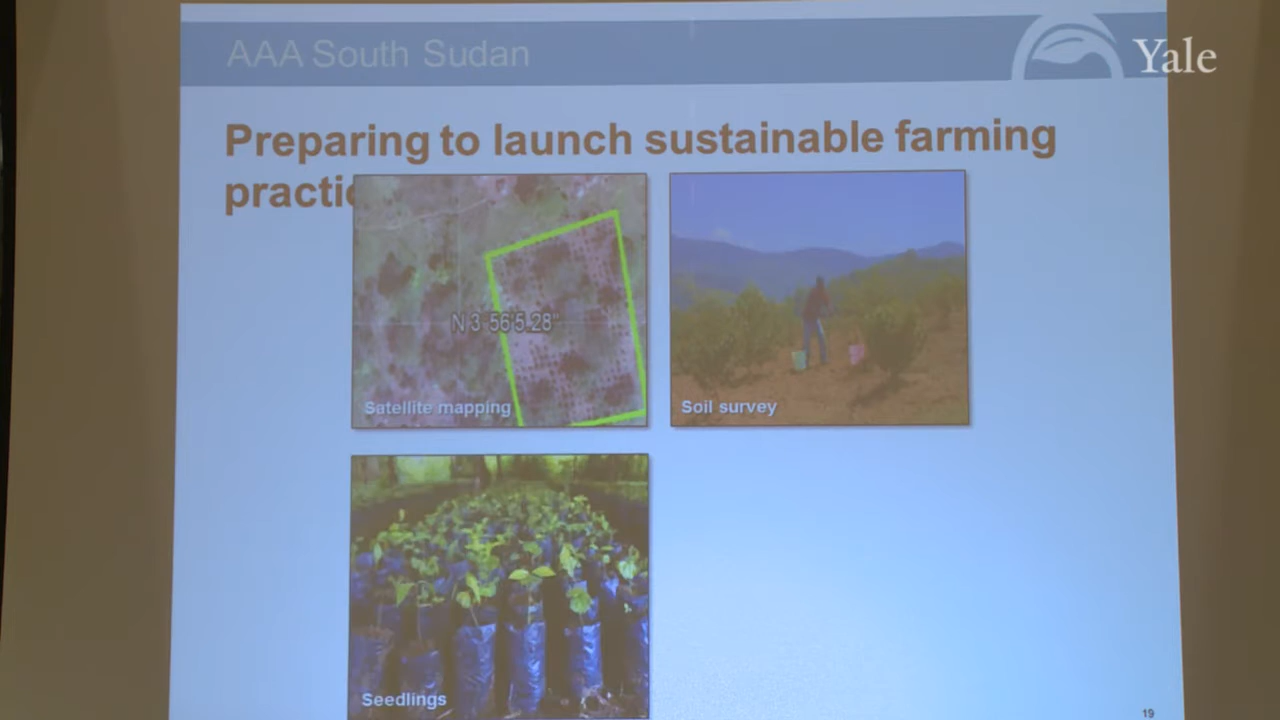 AAA South Sudan
Yale
Preparing to launch sustainable farming
N 3°56'5.28"
Satellite mapping
Soil survey
Seedlings
19